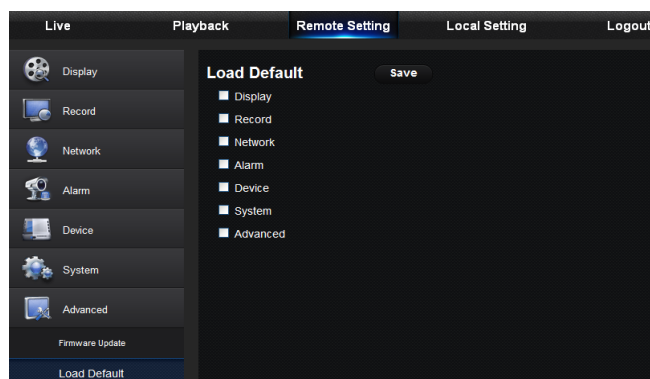 Live Playback Remote Setting Local Setting Logout
Display
Record
Network
Alarm
Device
System
Advanced
Firmware Update
Load Default
Load Default Save
Display
Record
Network
Alarm
Device
System
Advanced